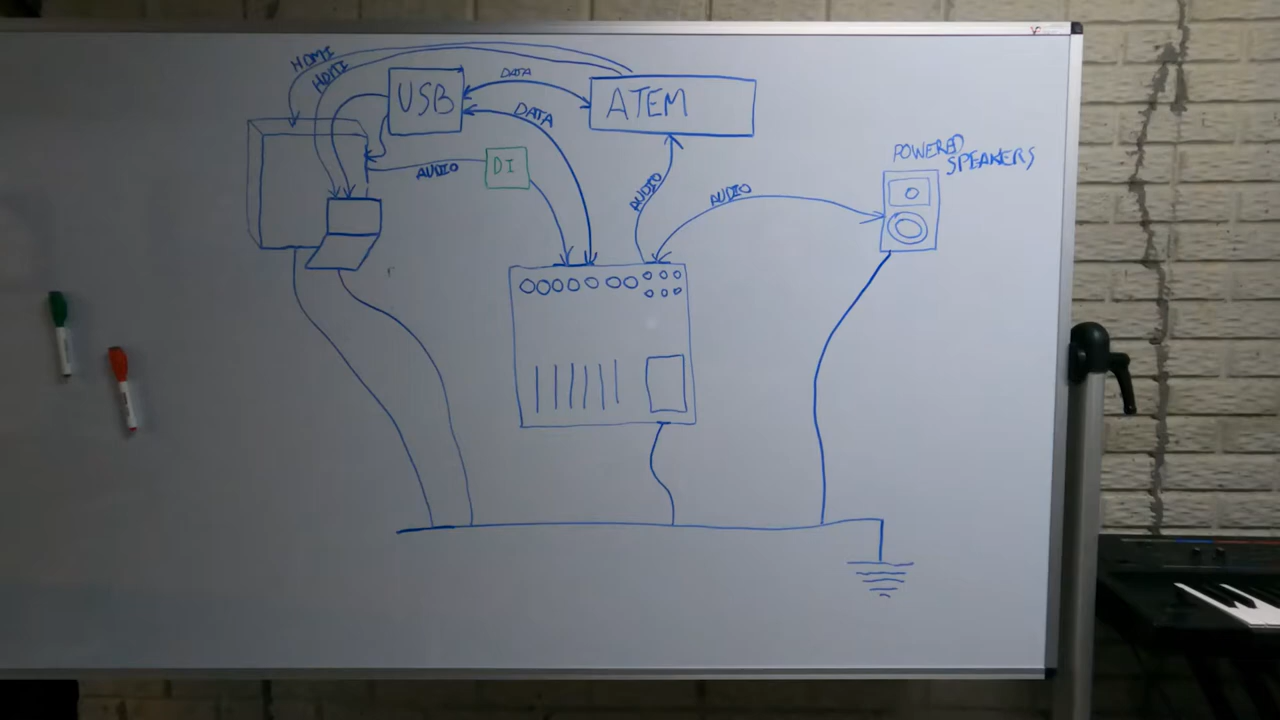 HDMI
HDMI
USB
DATA
DATA
ATEM
AUDIO
DI
AUDIO
AUDIO
POWERED
SPEAKERS